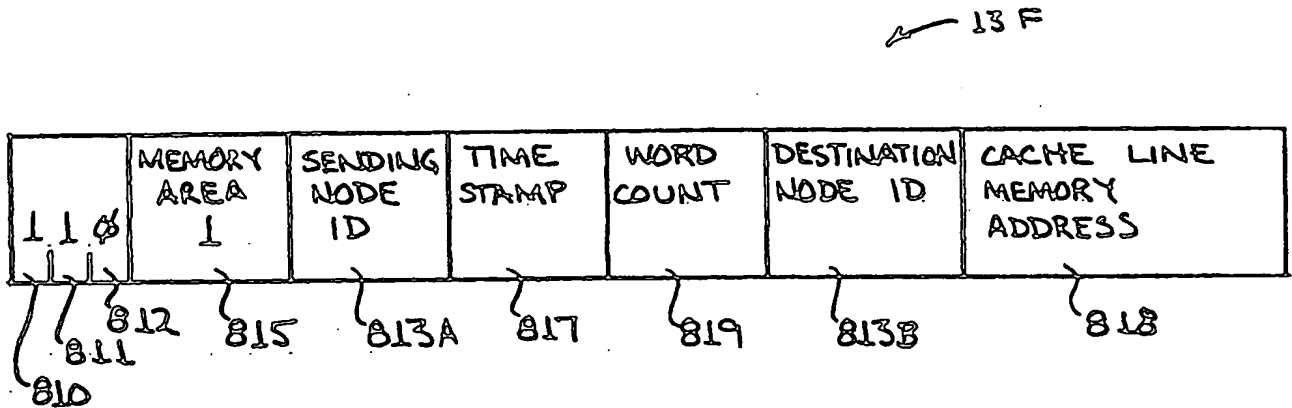 13 F
MEMORY
AREA
1
SENDING
NODE
ID
TIME
STAMP
WORD
COUNT
DESTINATION
NODE ID
CACHE LINE
MEMORY
ADDRESS
1 1 0
810
811
812
815
813A
817
819
813B
818